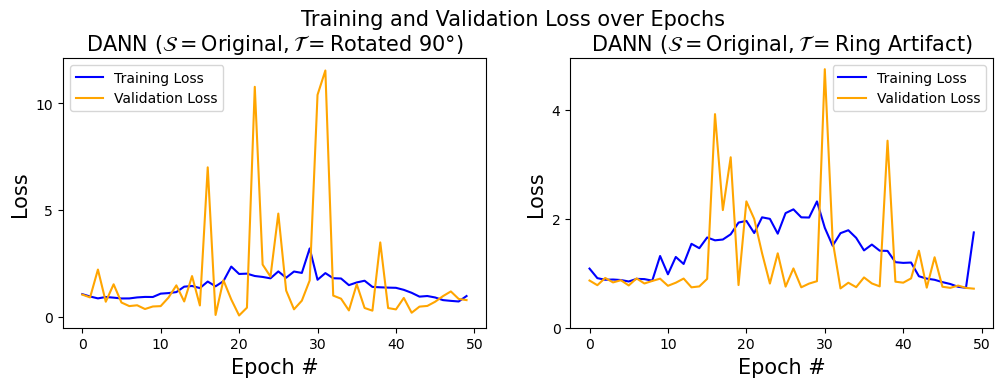 Training and Validation Loss over Epochs
DANN (𝒮 = Original, 𝒯 = Rotated 90°)
Training Loss
Validation Loss
Loss
10
5
0
0 10 20 30 40 50
Epoch #
DANN (𝒮 = Original, 𝒯 = Ring Artifact)
Training Loss
Validation Loss
Loss
4
2
0
0 10 20 30 40 50
Epoch #